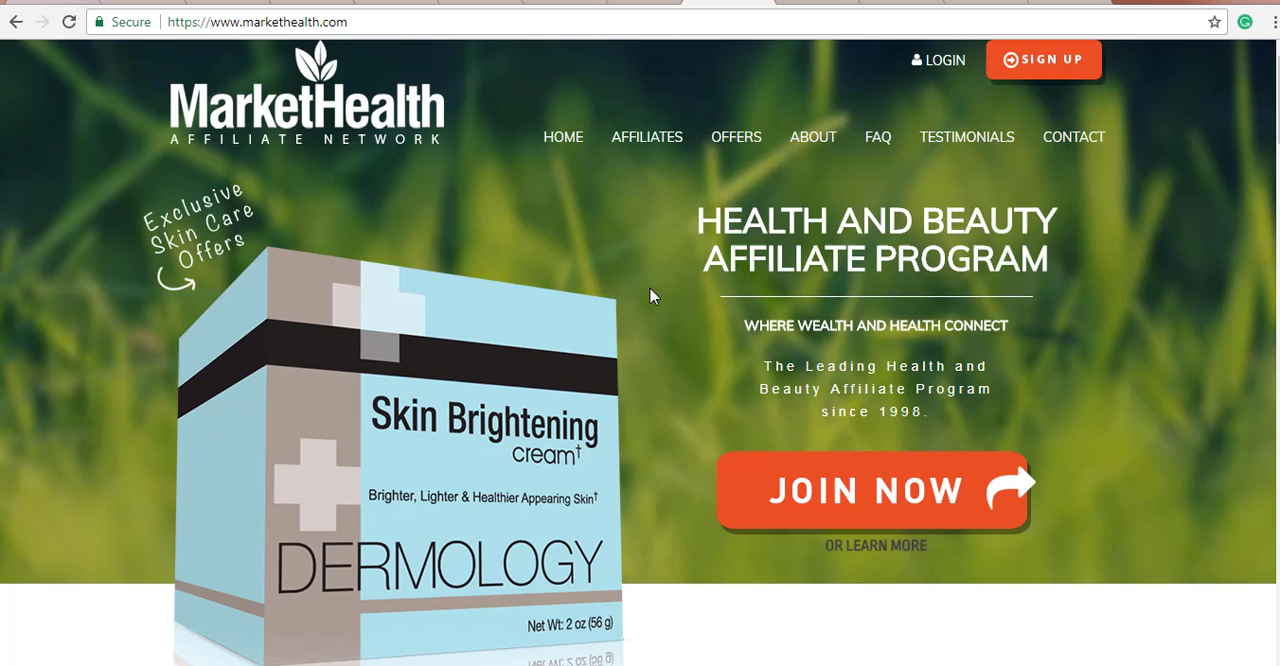 Secure
https://www.markethealth.com
LOGIN
SIGN UP
MarketHealth
AFFILIATE NETWORK
HOME
AFFILIATES
OFFERS
ABOUT
FAQ
TESTIMONIALS
CONTACT
Exclusive
Skin Care
Offers
HEALTH AND BEAUTY
AFFILIATE PROGRAM
WHERE WEALTH AND HEALTH CONNECT
The Leading Health and
Beauty Affiliate Program
since 1998.
JOIN NOW
OR LEARN MORE
Skin Brightening
cream†
Brighter, Lighter & Healthier Appearing Skin†
DERMOLOGY
Net Wt: 2 oz (56 g)